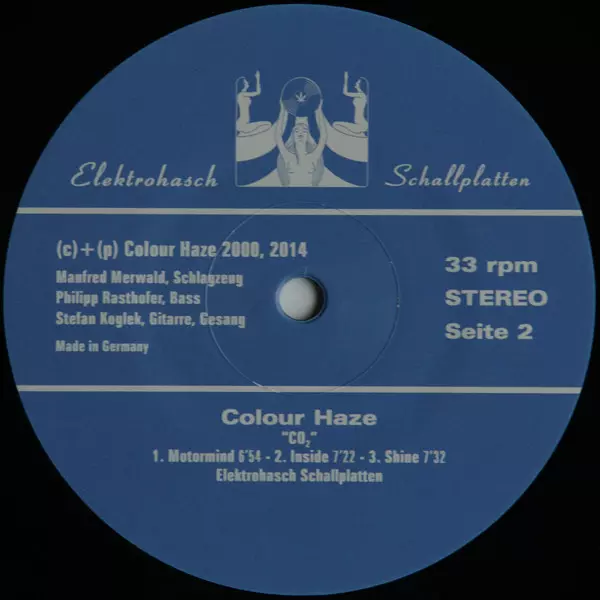 Elektrohasch Schallplatten
(c)+(p) Colour Haze 2000, 2014
Manfred Merwald, Schlagzeug
Philipp Rasthofer, Bass
Stefan Koglek, Gitarre, Gesang
Made in Germany
33 rpm
STEREO
Seite 2
Colour Haze
"CO₂"
1. Motormind 6'54 - 2. Inside 7'22 - 3. Shine 7'32
Elektrohasch Schallplatten